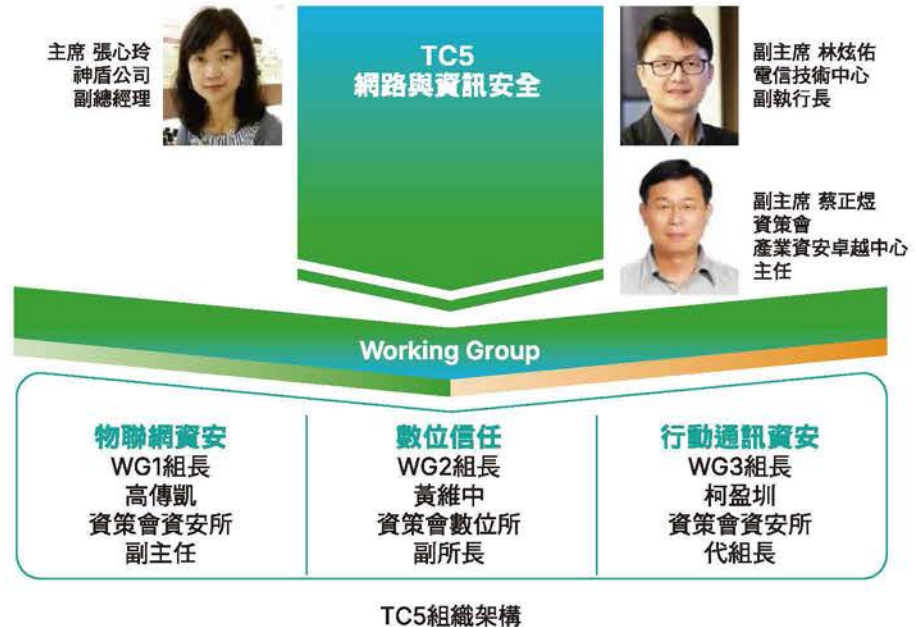 主席 張心玲
神盾公司
副總經理
TC5
網路與資訊安全
副主席 林炫佑
電信技術中心
副執行長
副主席 蔡正煜
資策會
產業資安卓越中心
主任
Working Group
物聯網資安
WG1組長
高傳凱
資策會資安所
副主任
數位信任
WG2組長
黃維中
資策會數位所
副所長
行動通訊資安
WG3組長
柯盈圳
資策會資安所
代組長
TC5組織架構